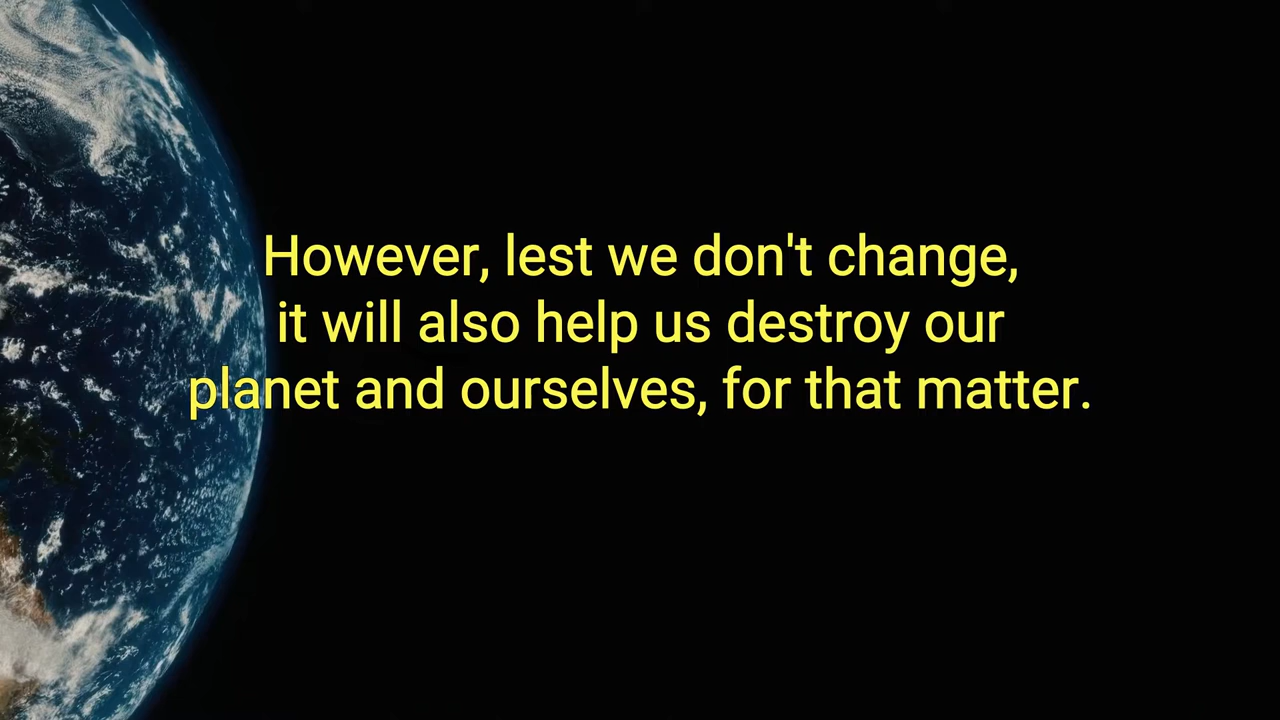 However, lest we don't change,
it will also help us destroy our
planet and ourselves, for that matter.